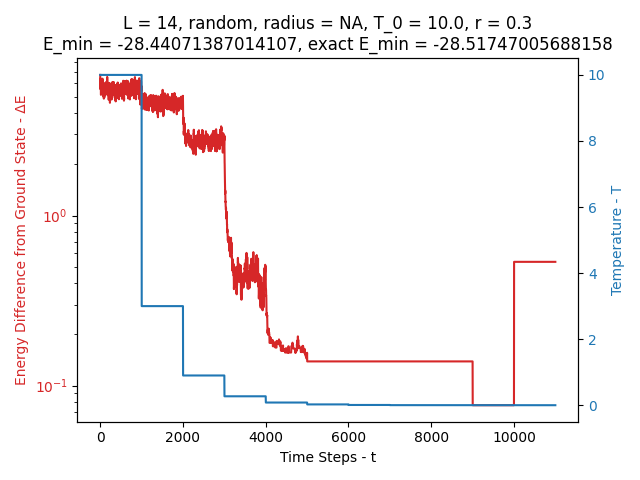 L = 14, random, radius = NA, T_0 = 10.0, r = 0.3
E_min = -28.44071387014107, exact E_min = -28.51747005688158
Energy Difference from Ground State - ΔE
10⁰
10⁻¹
10
8
6
4
2
0
Temperature - T
0 2000 4000 6000 8000 10000
Time Steps - t